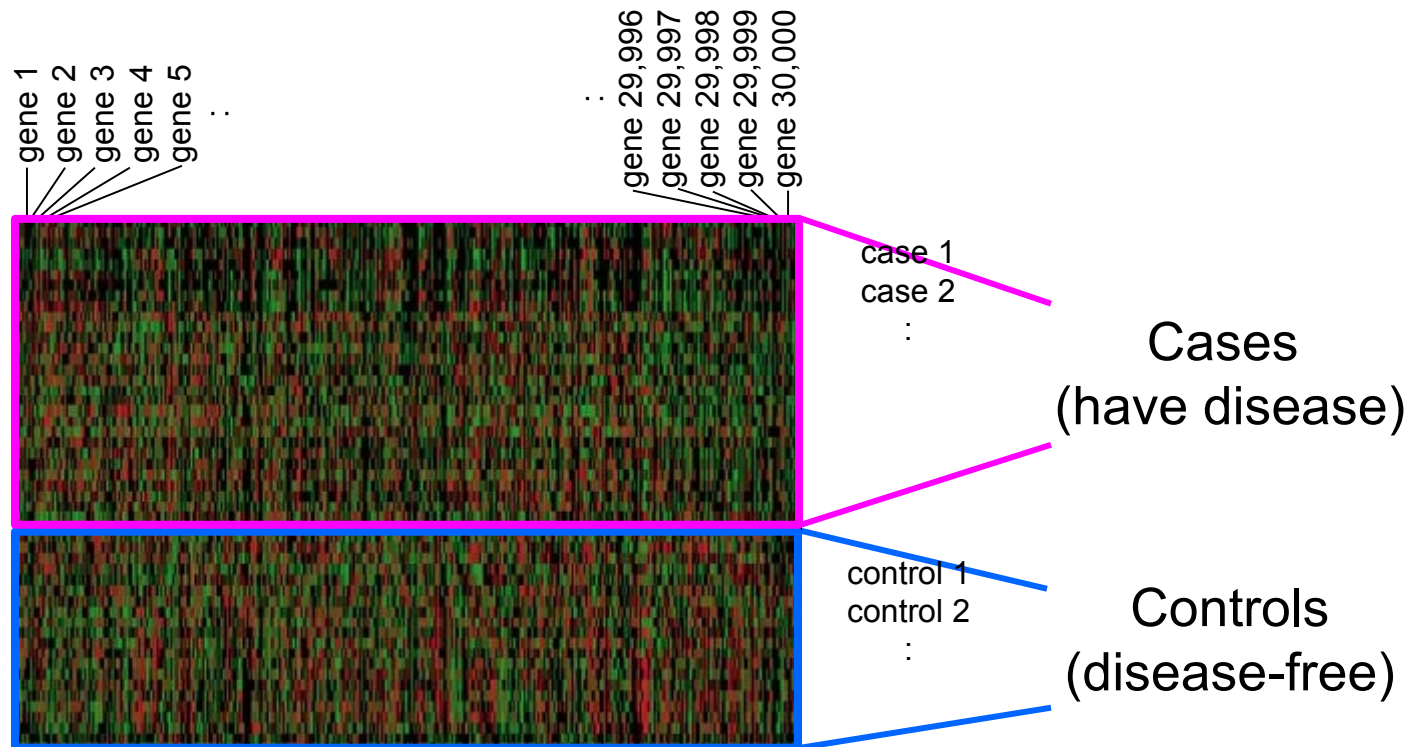 gene 1
gene 2
gene 3
gene 4
gene 5
:
:
gene 29,996
gene 29,997
gene 29,998
gene 29,999
gene 30,000
case 1
case 2
:
Cases
(have disease)
control 1
control 2
:
Controls
(disease-free)